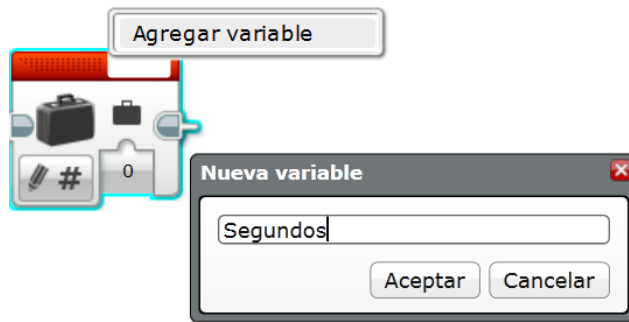 Agregar variable
#
0
Nueva variable
Segundos
Aceptar Cancelar